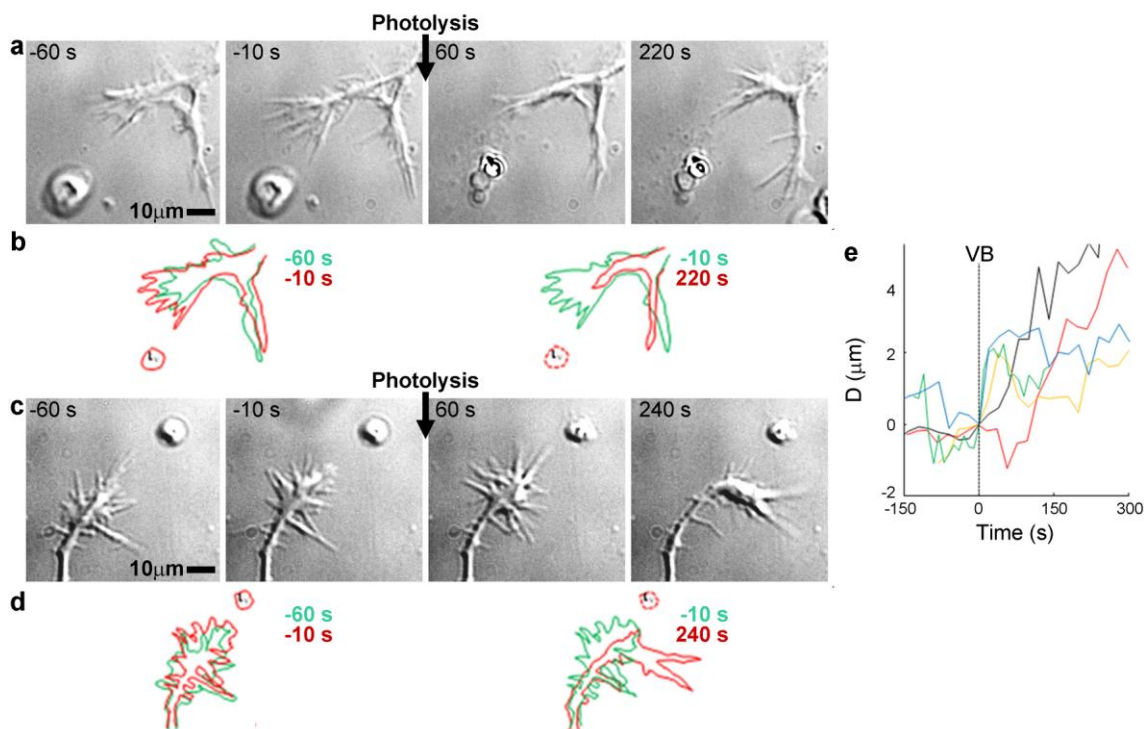 Photolysis
a -60 s -10 s 60 s 220 s
10μm
b -60 s -10 s
-10 s 220 s
e VB
4
2
0
-2
D (μm)
-150 0 150 300
Time (s)
Photolysis
c -60 s -10 s 60 s 240 s
10μm
d -60 s -10 s
-10 s 240 s